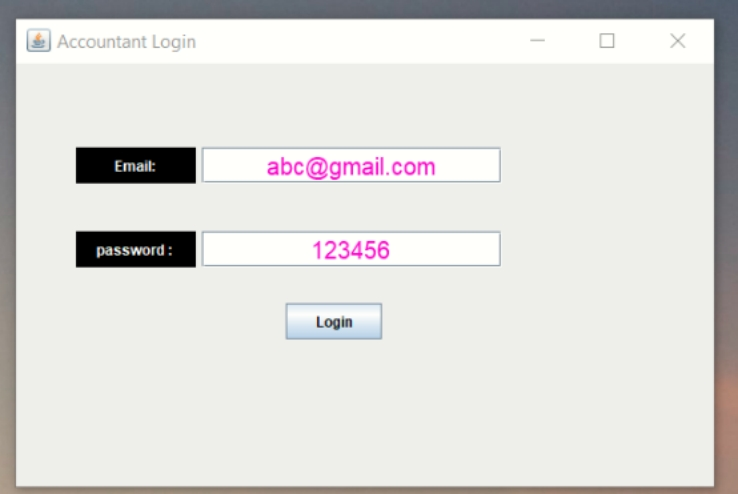 Accountant Login
Email: abc@gmail.com
password : 123456
Login